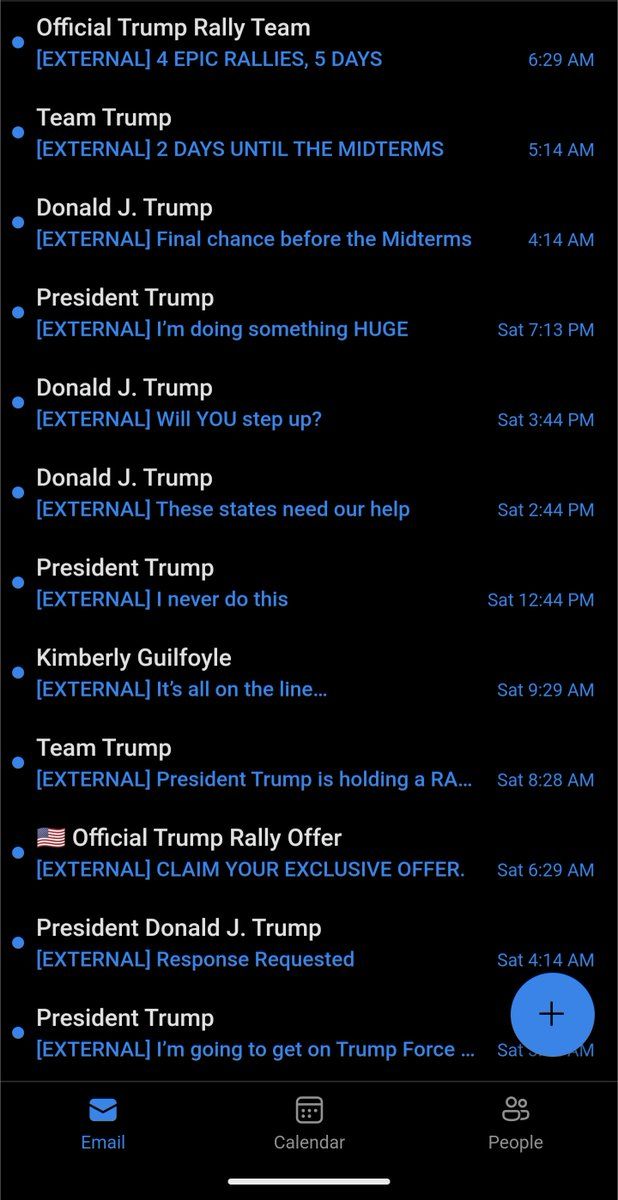 Official Trump Rally Team
[EXTERNAL] 4 EPIC RALLIES, 5 DAYS 6:29 AM
Team Trump
[EXTERNAL] 2 DAYS UNTIL THE MIDTERMS 5:14 AM
Donald J. Trump
[EXTERNAL] Final chance before the Midterms 4:14 AM
President Trump
[EXTERNAL] I’m doing something HUGE Sat 7:13 PM
Donald J. Trump
[EXTERNAL] Will YOU step up? Sat 3:44 PM
Donald J. Trump
[EXTERNAL] These states need our help Sat 2:44 PM
President Trump
[EXTERNAL] I never do this Sat 12:44 PM
Kimberly Guilfoyle
[EXTERNAL] It’s all on the line... Sat 9:29 AM
Team Trump
[EXTERNAL] President Trump is holding a RA... Sat 8:28 AM
🇺🇸 Official Trump Rally Offer
[EXTERNAL] CLAIM YOUR EXCLUSIVE OFFER. Sat 6:29 AM
President Donald J. Trump
[EXTERNAL] Response Requested Sat 4:14 AM
President Trump
[EXTERNAL] I’m going to get on Trump Force ... Sat AM
Email Calendar People